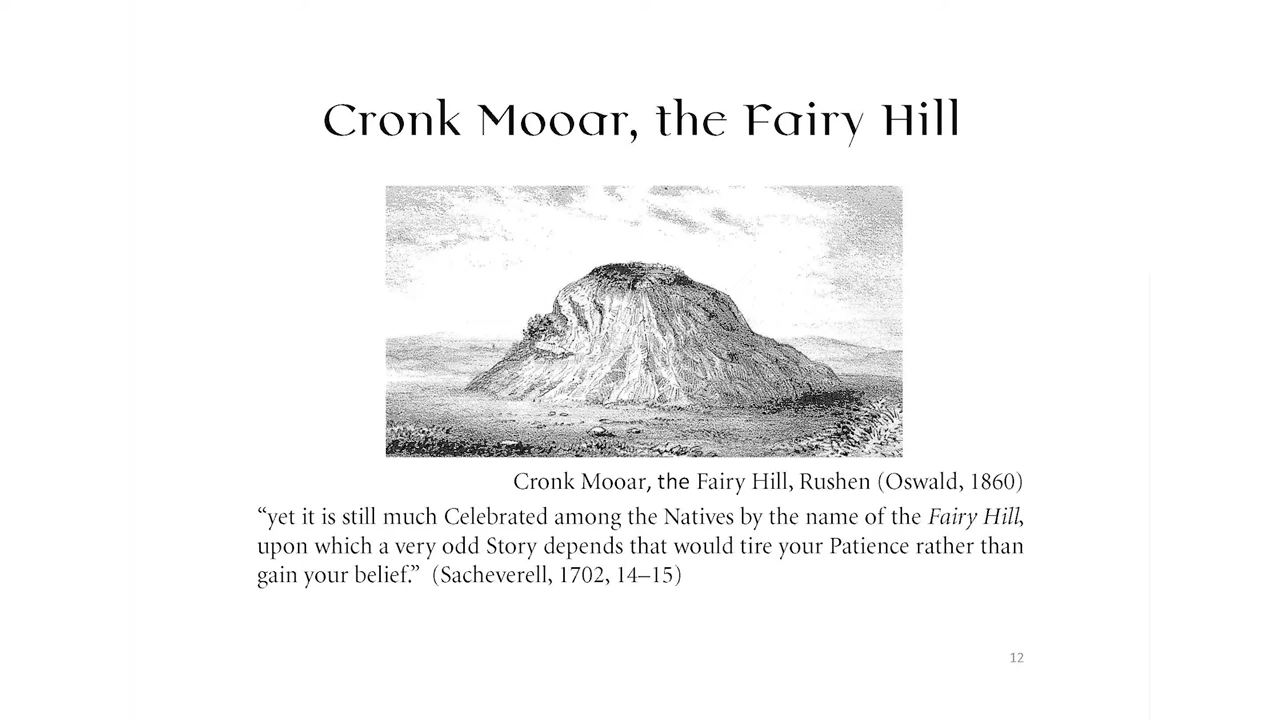 Cronk Mooar, the Fairy Hill
Cronk Mooar, the Fairy Hill, Rushen (Oswald, 1860)
“yet it is still much Celebrated among the Natives by the name of the Fairy Hill,
upon which a very odd Story depends that would tire your Patience rather than
gain your belief.” (Sacheverell, 1702, 14–15)
12